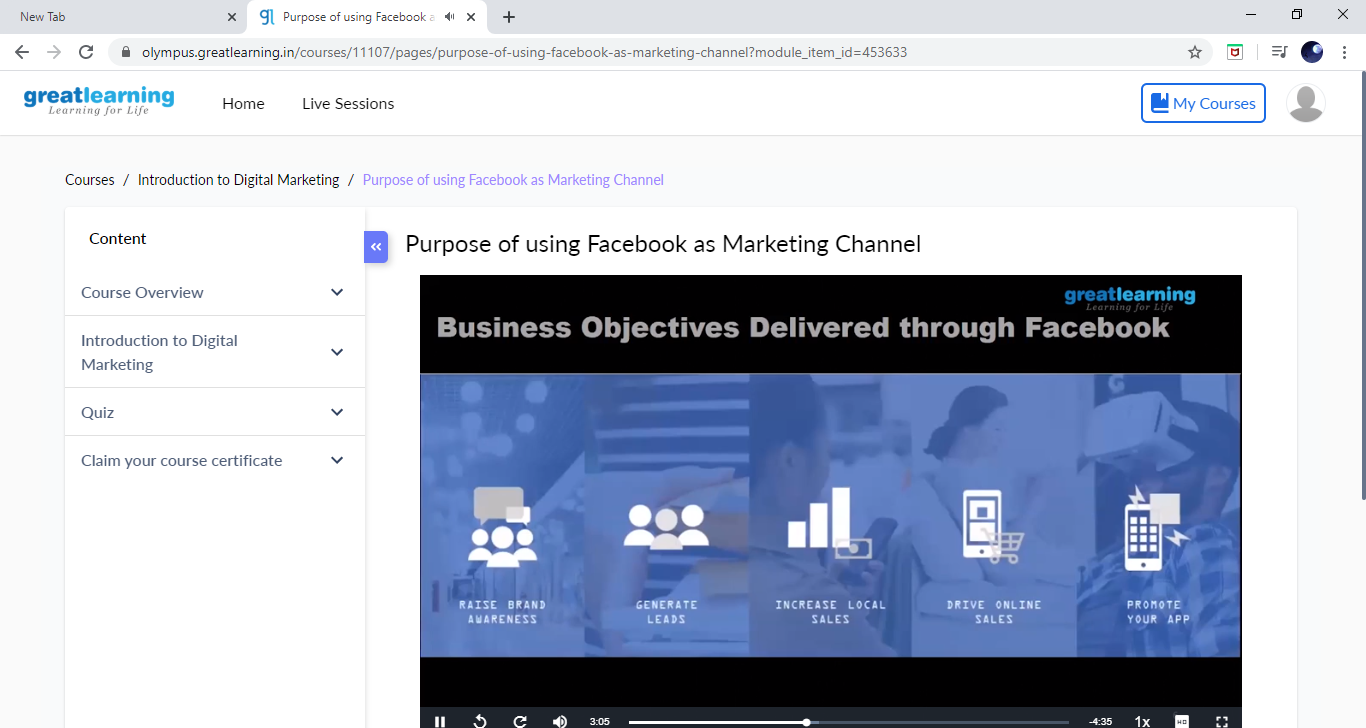 New Tab
Purpose of using Facebook a
olympus.greatlearning.in/courses/11107/pages/purpose-of-using-facebook-as-marketing-channel?module_item_id=453633
greatlearning
Learning for Life
Home
Live Sessions
My Courses
Courses / Introduction to Digital Marketing / Purpose of using Facebook as Marketing Channel
Content
Course Overview
Introduction to Digital
Marketing
Quiz
Claim your course certificate
Purpose of using Facebook as Marketing Channel
greatlearning
Learning for Life
Business Objectives Delivered through Facebook
RAISE BRAND
AWARENESS
GENERATE
LEADS
INCREASE LOCAL
SALES
DRIVE ONLINE
SALES
PROMOTE
YOUR APP
3:05
-4:35
1x
HD